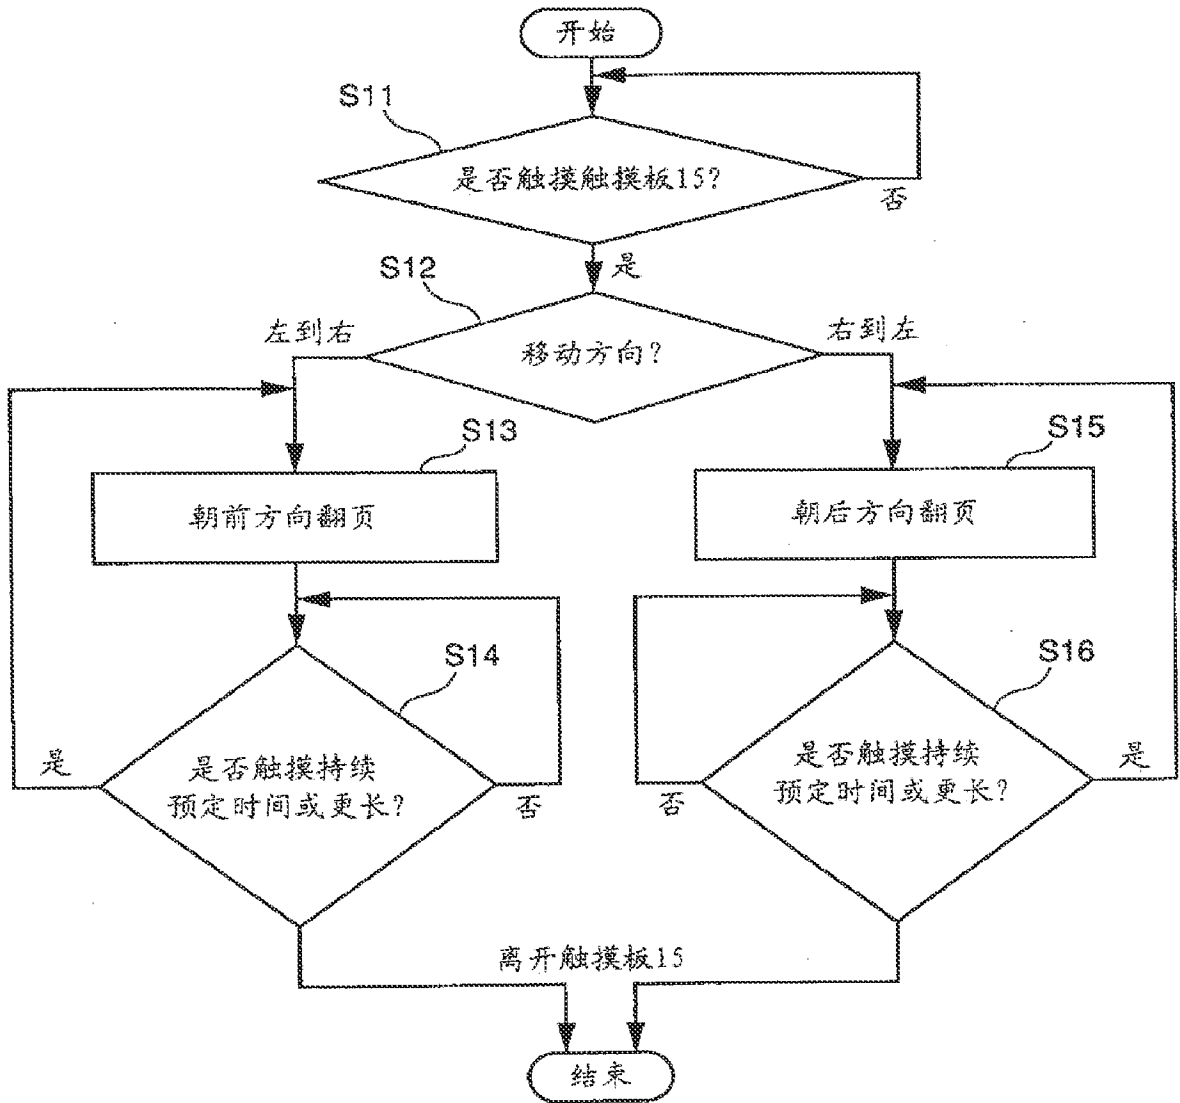 开始
S11
是否触摸触摸板15?
否
是
S12
左到右
移动方向?
右到左
S13
朝前方向翻页
S15
朝后方向翻页
S14
是否触摸持续
预定时间或更长?
是
否
S16
是否触摸持续
预定时间或更长?
否
是
离开触摸板15
结束